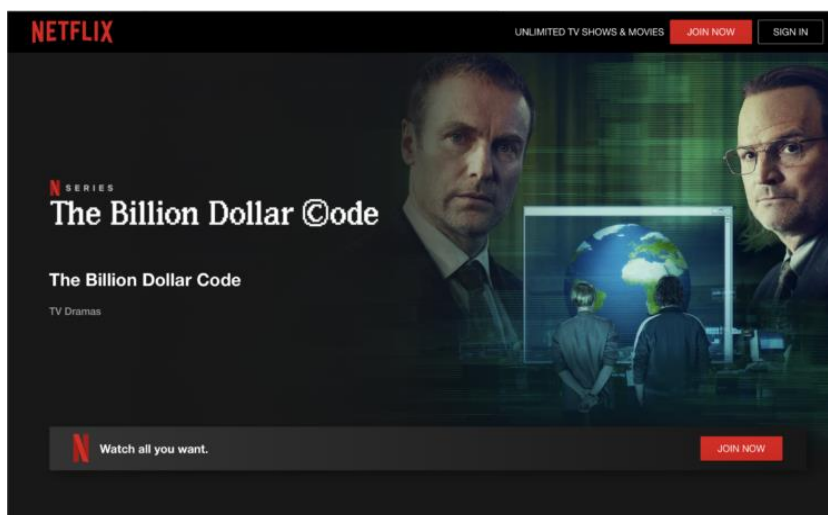 NETFLIX
UNLIMITED TV SHOWS & MOVIES JOIN NOW SIGN IN
N SERIES
The Billion Dollar ©ode
The Billion Dollar Code
TV Dramas
N Watch all you want. JOIN NOW